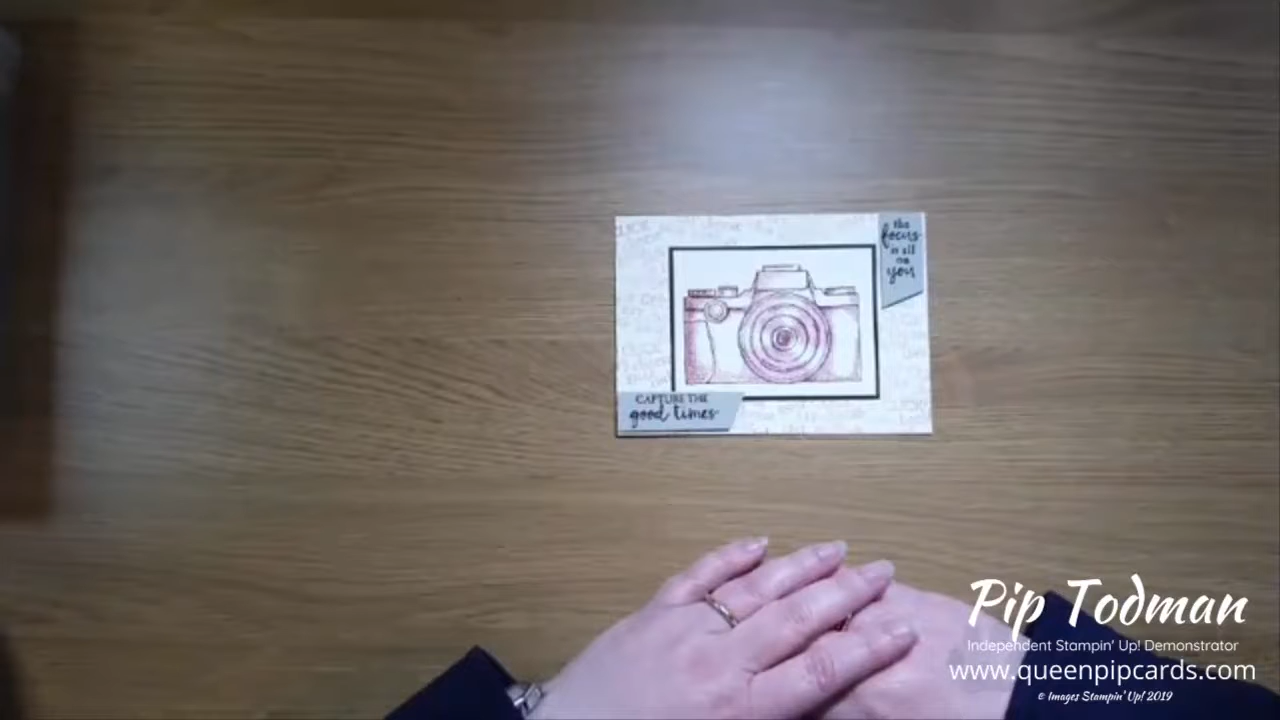 the
focus
is all
on
you
CAPTURE THE
good times
Pip Todman
Independent Stampin' Up! Demonstrator
www.queenpipcards.com
© Images Stampin' Up! 2019